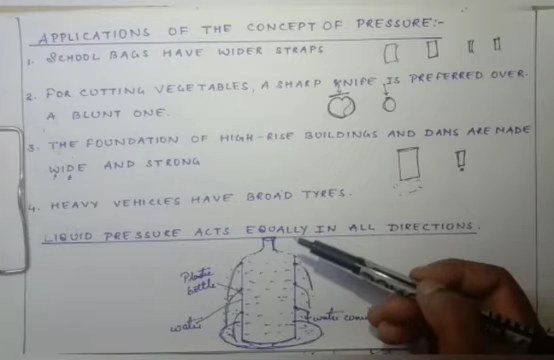 APPLICATIONS OF THE CONCEPT OF PRESSURE:-
1. SCHOOL BAGS HAVE WIDER STRAPS
2. FOR CUTTING VEGETABLES, A SHARP KNIFE IS PREFERRED OVER
A BLUNT ONE.
3. THE FOUNDATION OF HIGH-RISE BUILDINGS AND DAMS ARE MADE
WIDE AND STRONG
4. HEAVY VEHICLES HAVE BROAD TYRES.
LIQUID PRESSURE ACTS EQUALLY IN ALL DIRECTIONS.
Plastic
bottle
water
water